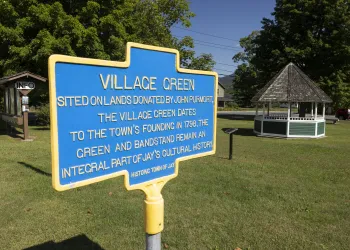 VILLAGE GREEN
SITED ON LANDS DONATED BY JOHN PURMORT,
THE VILLAGE GREEN DATES
TO THE TOWN'S FOUNDING IN 1798. THE
GREEN AND BANDSTAND REMAIN AN
INTEGRAL PART OF JAY'S CULTURAL HISTORY.
HISTORIC TOWN OF JAY